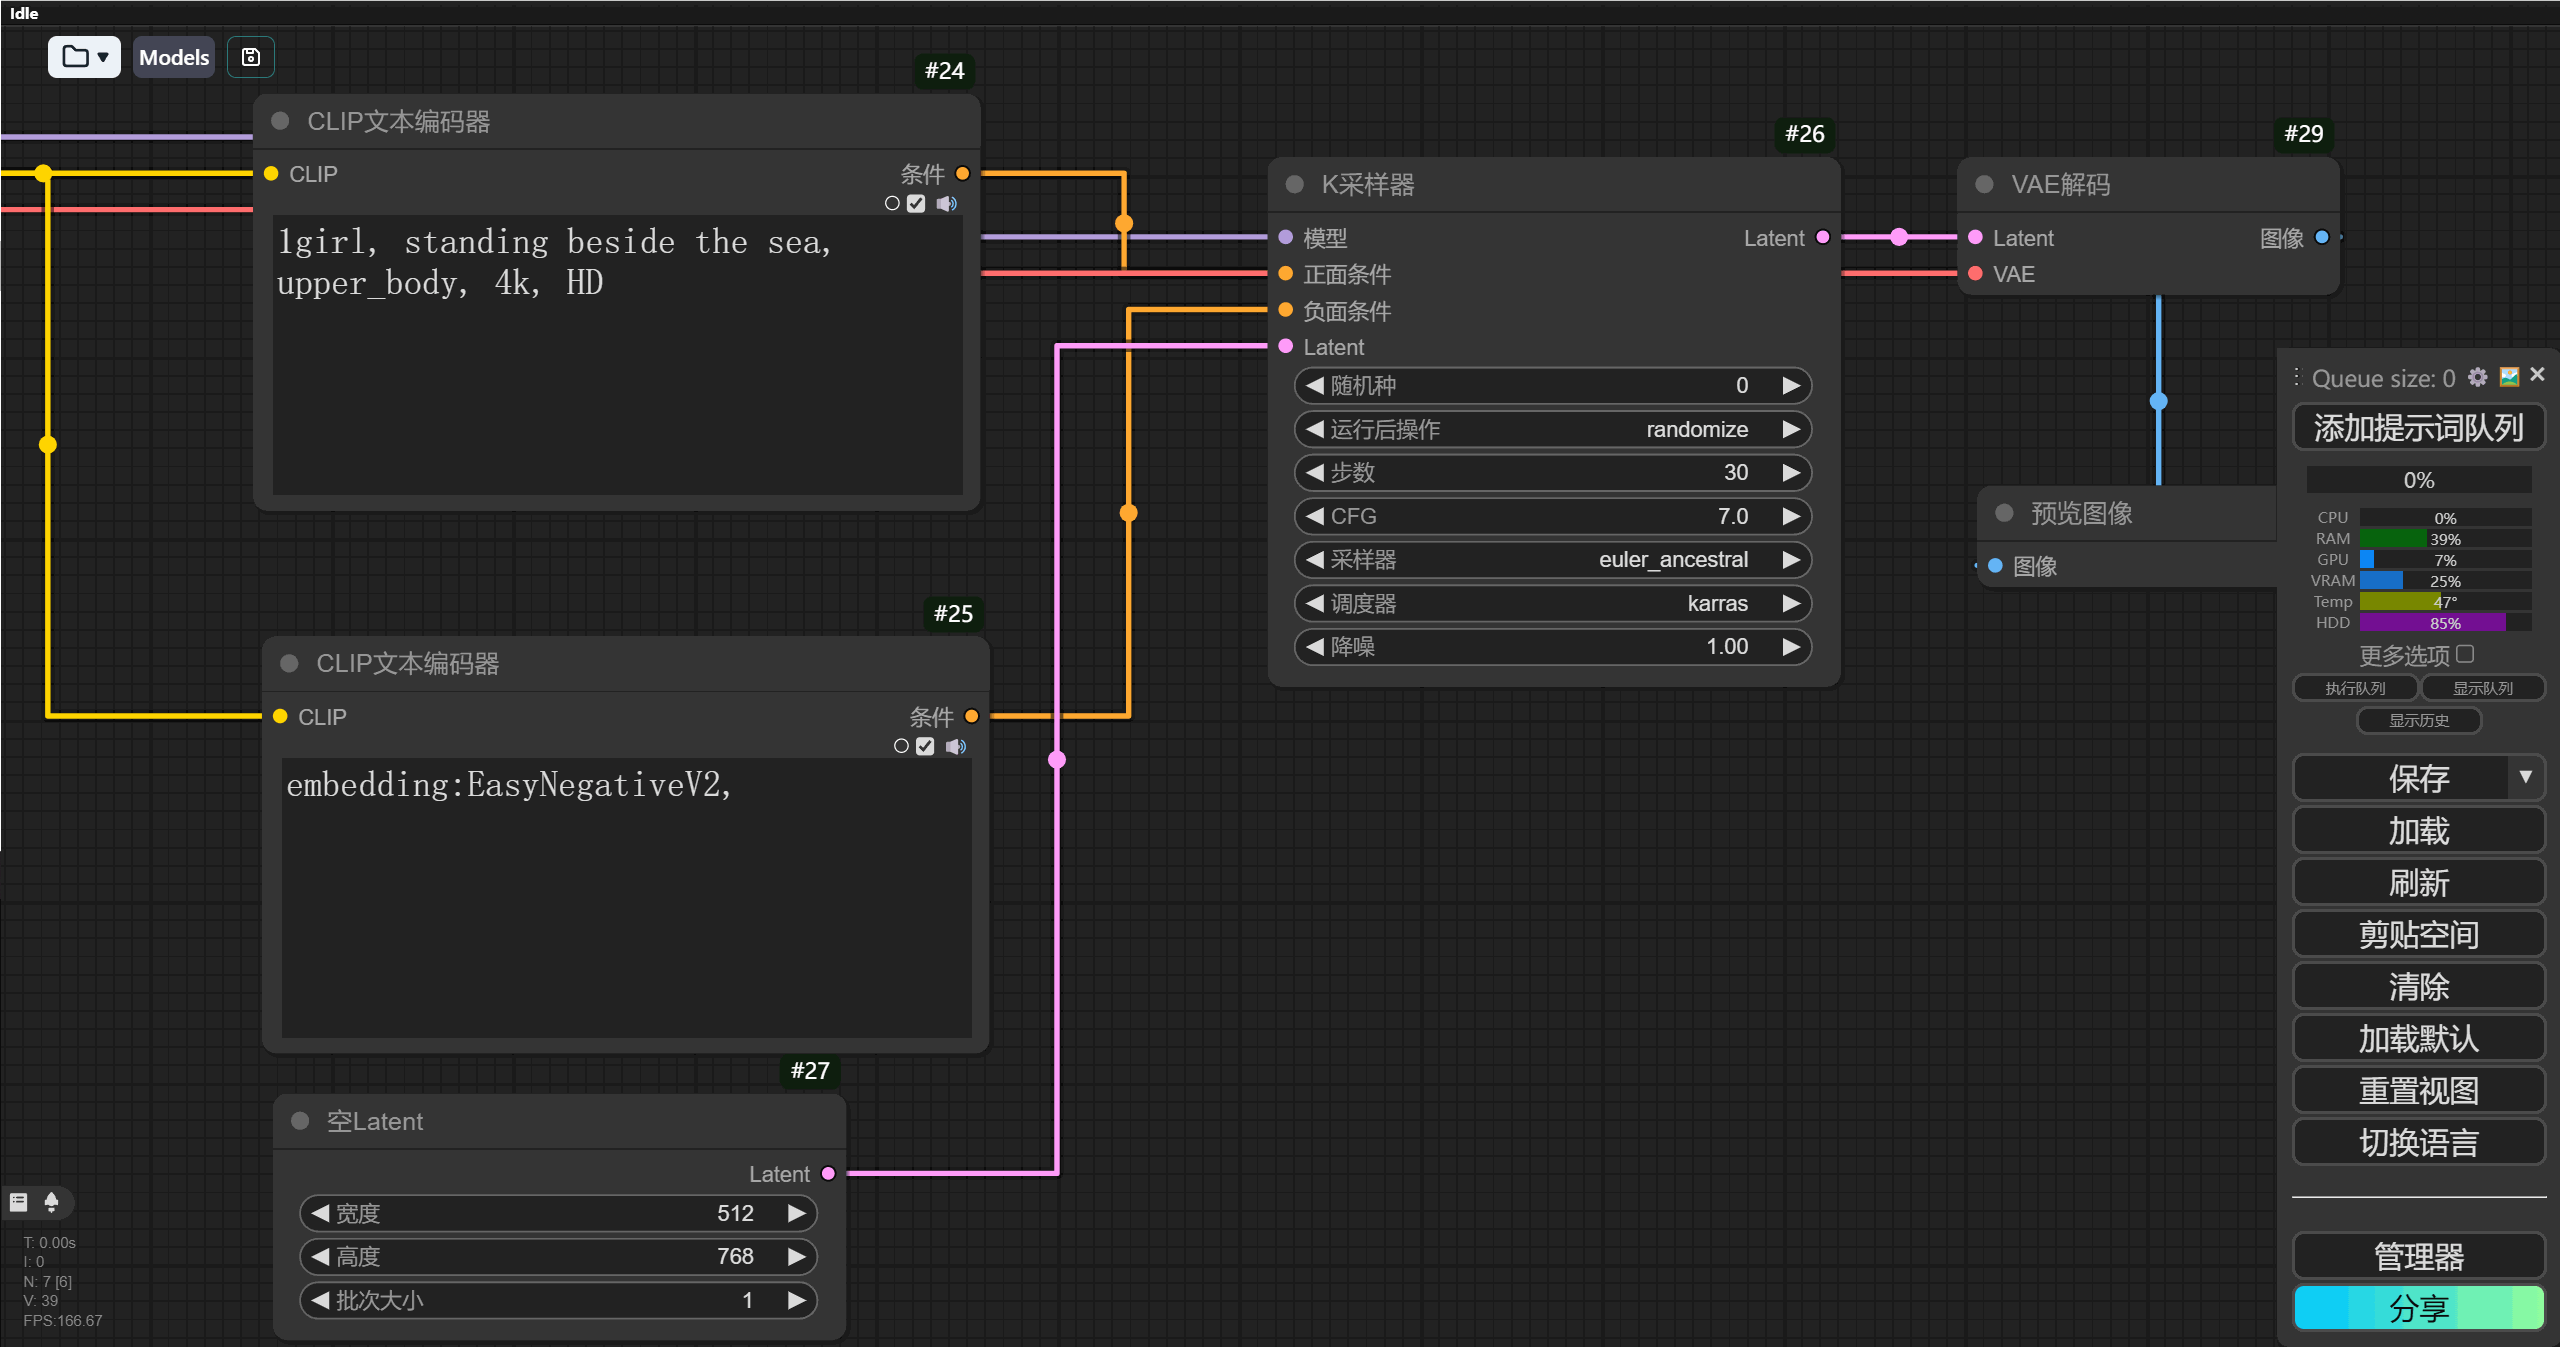 Idle
Models
#24
CLIP文本编码器
CLIP
条件
1girl, standing beside the sea,
upper_body, 4k, HD
#25
CLIP文本编码器
CLIP
条件
embedding:EasyNegativeV2,
#27
空Latent
Latent
宽度 512
高度 768
批次大小 1
#26
K采样器
模型 Latent
正面条件
负面条件
Latent
随机种 0
运行后操作 randomize
步数 30
CFG 7.0
采样器 euler_ancestral
调度器 karras
降噪 1.00
#29
VAE解码
Latent 图像
VAE
预览图像
图像
Queue size: 0
添加提示词队列
0%
CPU 0%
RAM 39%
GPU 7%
VRAM 25%
Temp 47°
HDD 85%
更多选项
执行队列 显示队列
显示历史
保存
加载
刷新
剪贴空间
清除
加载默认
重置视图
切换语言
管理器
分享
T: 0.00s
I: 0
N: 7 [6]
V: 39
FPS:166.67